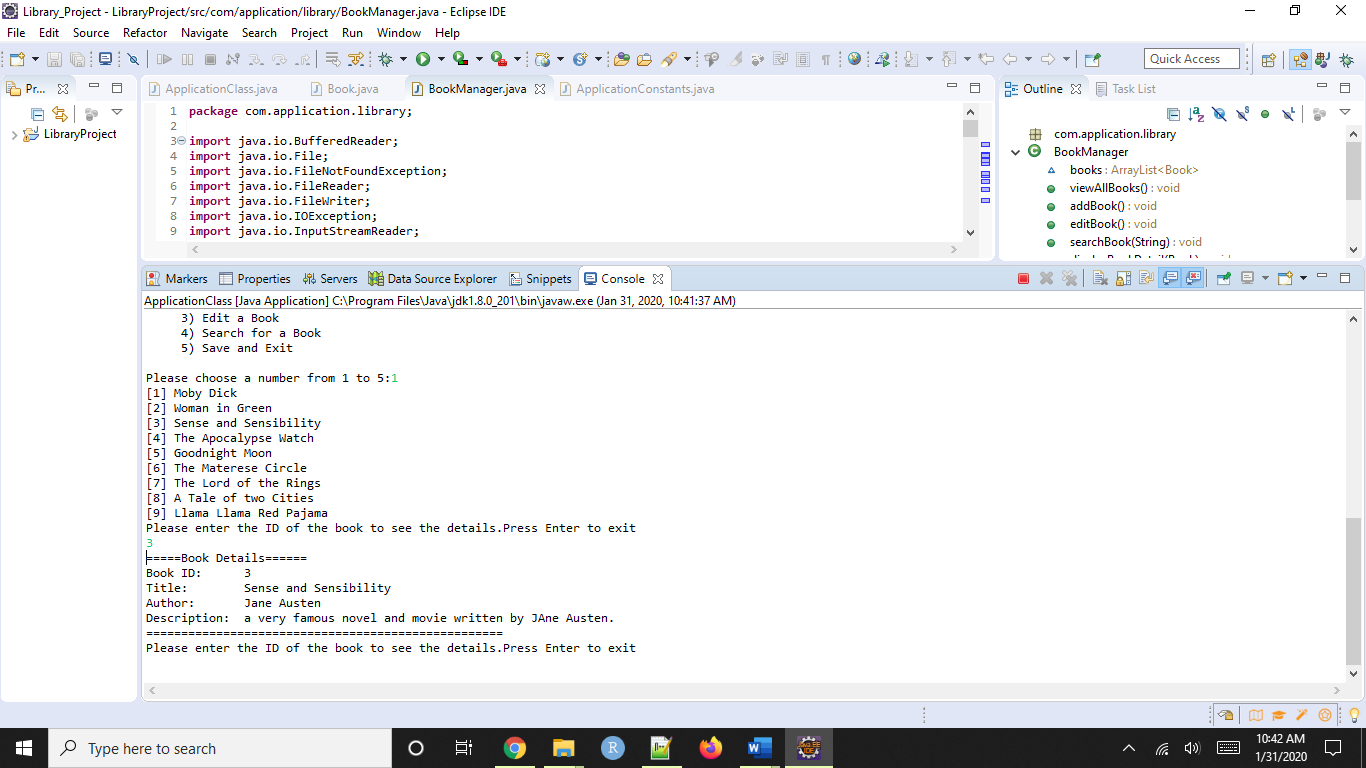 Library_Project - LibraryProject/src/com/application/library/BookManager.java - Eclipse IDE
File Edit Source Refactor Navigate Search Project Run Window Help
Quick Access
Pr...
LibraryProject
ApplicationClass.java
Book.java
BookManager.java
ApplicationConstants.java
1 package com.application.library;
2
3 import java.io.BufferedReader;
4 import java.io.File;
5 import java.io.FileNotFoundException;
6 import java.io.FileReader;
7 import java.io.FileWriter;
8 import java.io.IOException;
9 import java.io.InputStreamReader;
Outline
Task List
com.application.library
BookManager
books : ArrayList<Book>
viewAllBooks() : void
addBook() : void
editBook() : void
searchBook(String) : void
Markers Properties Servers Data Source Explorer Snippets Console
ApplicationClass [Java Application] C:\Program Files\Java\jdk1.8.0_201\bin\javaw.exe (Jan 31, 2020, 10:41:37 AM)
3) Edit a Book
4) Search for a Book
5) Save and Exit
Please choose a number from 1 to 5:1
[1] Moby Dick
[2] Woman in Green
[3] Sense and Sensibility
[4] The Apocalypse Watch
[5] Goodnight Moon
[6] The Materese Circle
[7] The Lord of the Rings
[8] A Tale of two Cities
[9] Llama Llama Red Pajama
Please enter the ID of the book to see the details.Press Enter to exit
3
=====Book Details======
Book ID: 3
Title: Sense and Sensibility
Author: Jane Austen
Description: a very famous novel and movie written by JAne Austen.
===================================================
Please enter the ID of the book to see the details.Press Enter to exit
Type here to search
10:42 AM
1/31/2020